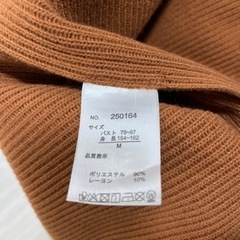 NO. 250164
サイズ
バスト 79~87
身長 154~162
M
品質表示
ポリエステル 90%
レーヨン 10%